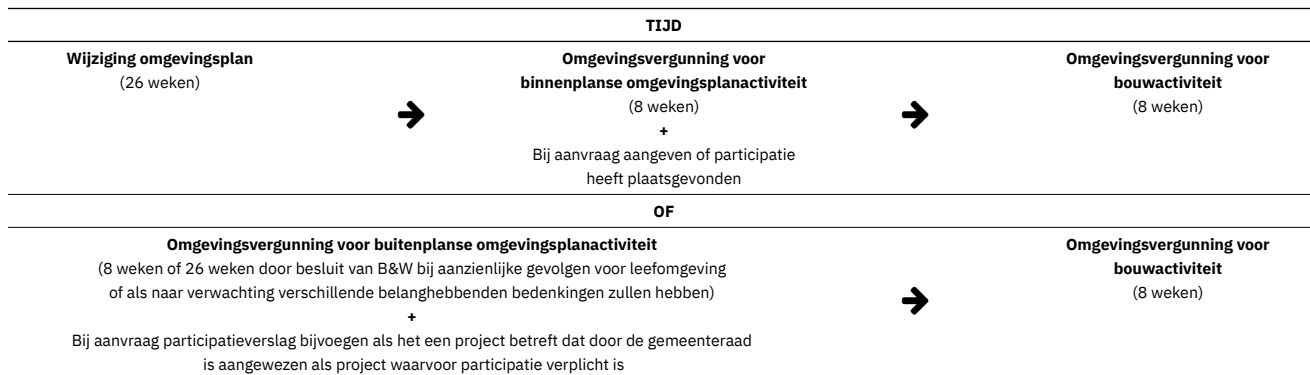 TIJD
Wijziging omgevingsplan
(26 weken)
Omgevingsvergunning voor
binnenplanse omgevingsplanactiviteit
(8 weken)
+
Bij aanvraag aangeven of participatie
heeft plaatsgevonden
Omgevingsvergunning voor
bouwactiviteit
(8 weken)
OF
Omgevingsvergunning voor buitenplanse omgevingsplanactiviteit
(8 weken of 26 weken door besluit van B&W bij aanzienlijke gevolgen voor leefomgeving
of als naar verwachting verschillende belanghebbenden bedenkingen zullen hebben)
+
Bij aanvraag participatieverslag bijvoegen als het een project betreft dat door de gemeenteraad
is aangewezen als project waarvoor participatie verplicht is
Omgevingsvergunning voor
bouwactiviteit
(8 weken)